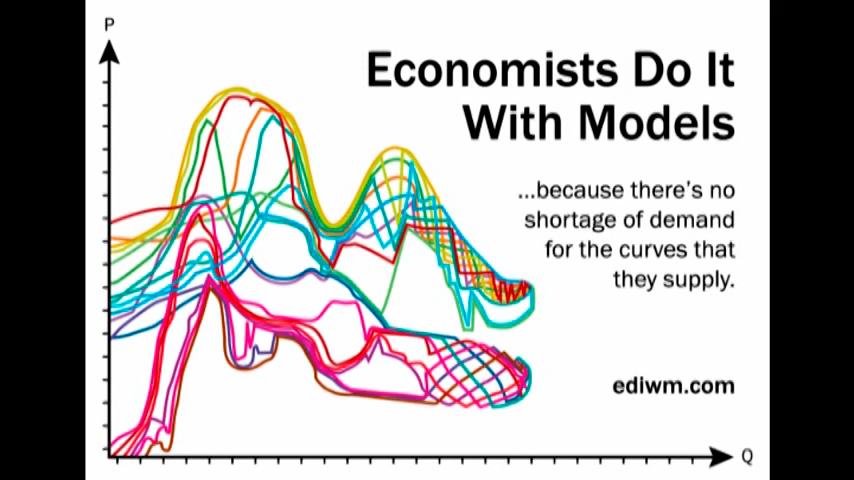 P
Economists Do It
With Models
...because there's no
shortage of demand
for the curves that
they supply.
ediwm.com
Q